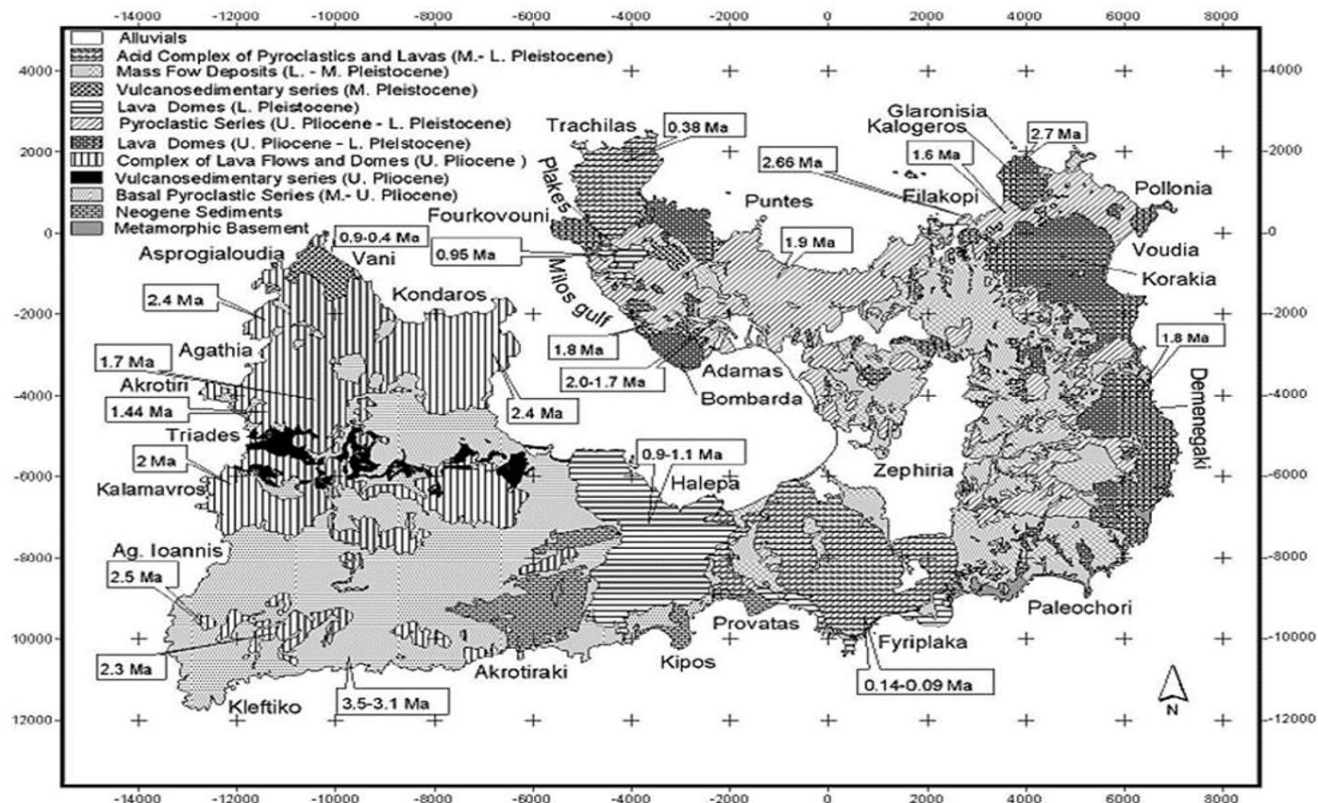 -14000 -12000 -10000 -8000 -6000 -4000 -2000 0 2000 4000 6000 8000
Alluvials
Acid Complex of Pyroclastics and Lavas (M.- L. Pleistocene)
Mass Fow Deposits (L. - M. Pleistocene)
Vulcanosedimentary series (M. Pleistocene)
Lava Domes (L. Pleistocene)
Pyroclastic Series (U. Pliocene - L. Pleistocene)
Lava Domes (U. Pliocene - L. Pleistocene)
Complex of Lava Flows and Domes (U. Pliocene )
Vulcanosedimentary series (U. Pliocene)
Basal Pyroclastic Series (M.- U. Pliocene)
Neogene Sediments
Metamorphic Basement
4000
2000
0
-2000
-4000
-6000
-8000
10000
12000
4000
2000
0
-2000
-4000
-6000
-8000
-10000
-12000
Trachilas
0.38 Ma
Glaronisia
Kalogeros
2.7 Ma
2.66 Ma
1.6 Ma
Plakes
Filakopi
Pollonia
Fourkovouni
Puntes
Voudia
0.9-0.4 Ma
Asprogialoudia
Vani
0.95 Ma
1.9 Ma
Korakia
Milos gulf
2.4 Ma
Kondaros
Agathia
1.8 Ma
1.8 Ma
1.7 Ma
Adamas
2.0-1.7 Ma
Akrotiri
Bombarda
Demenegaki
1.44 Ma
2.4 Ma
Triades
2 Ma
0.9-1.1 Ma
Zephiria
Kalamavros
Halepa
Ag. Ioannis
2.5 Ma
Paleochori
Provatas
Fyriplaka
2.3 Ma
Akrotiraki
Kipos
0.14-0.09 Ma
Kleftiko
3.5-3.1 Ma
N
-14000 -12000 -10000 -8000 -6000 -4000 -2000 0 2000 4000 6000 8000